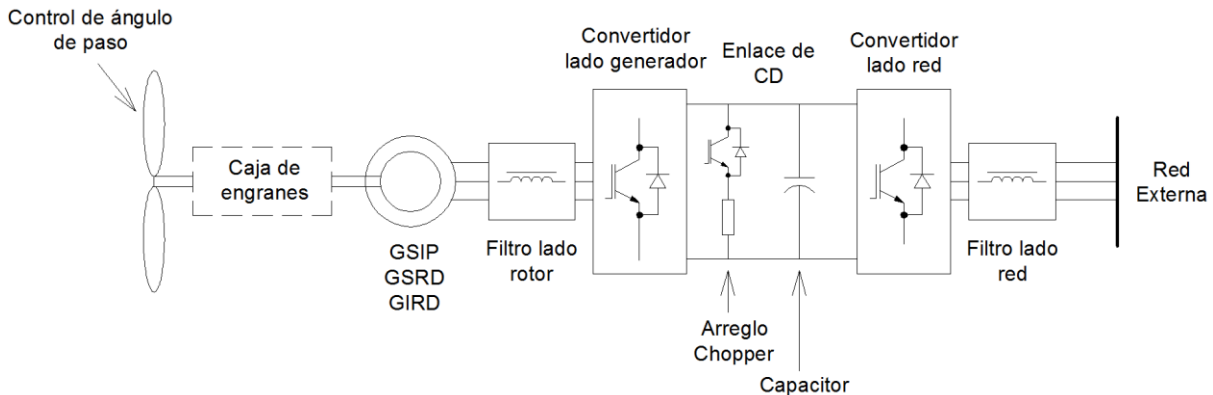 Control de ángulo
de paso
Caja de
engranes
GSIP
GSRD
GIRD
Filtro lado
rotor
Convertidor
lado generador
Enlace de
CD
Arreglo
Chopper
Capacitor
Convertidor
lado red
Filtro lado
red
Red
Externa